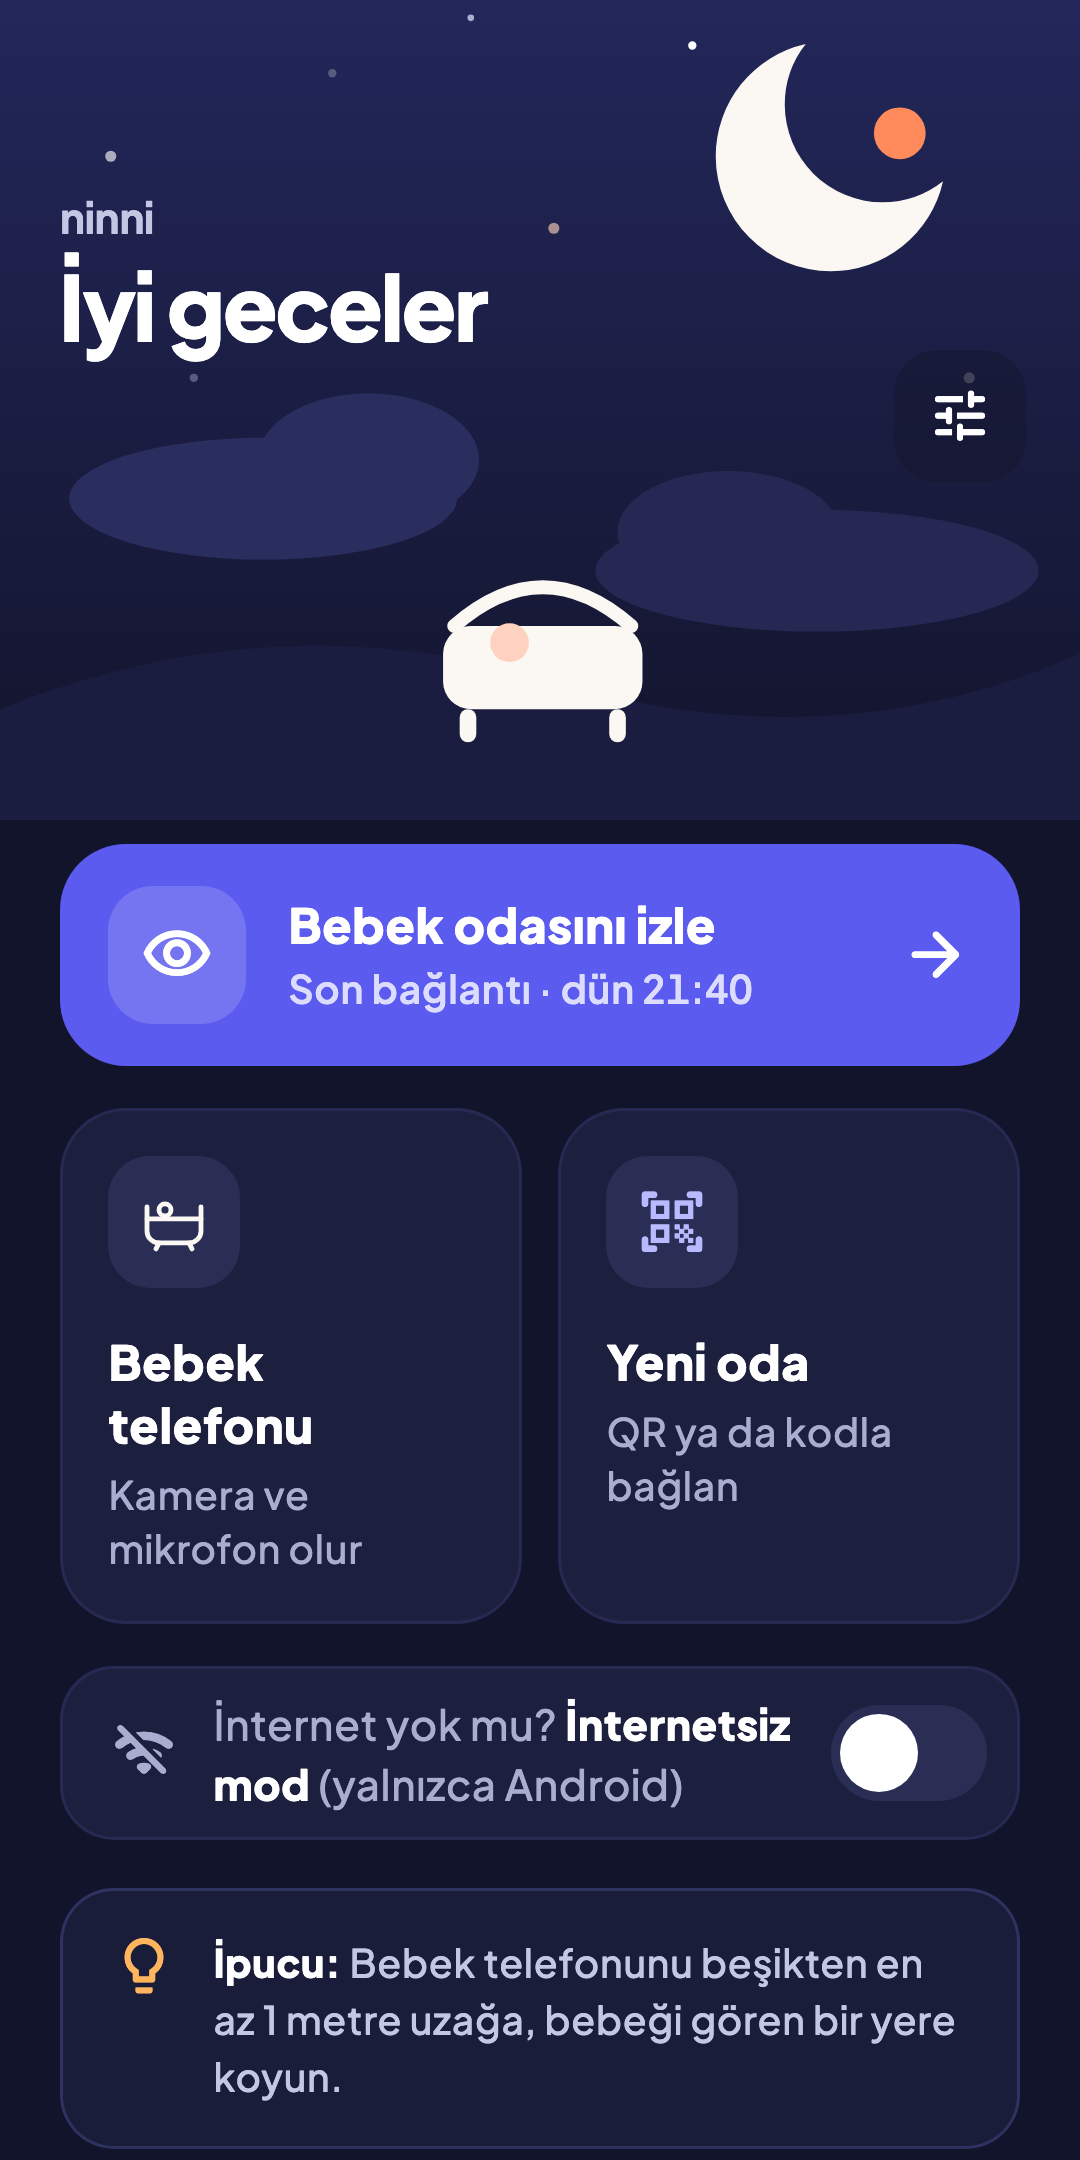 ninni
İyi geceler
Bebek odasını izle
Son bağlantı · dün 21:40
Bebek
telefonu
Kamera ve
mikrofon olur
Yeni oda
QR ya da kodla
bağlan
İnternet yok mu? İnternetsiz
mod (yalnızca Android)
İpucu: Bebek telefonunu beşikten en
az 1 metre uzağa, bebeği gören bir yere
koyun.